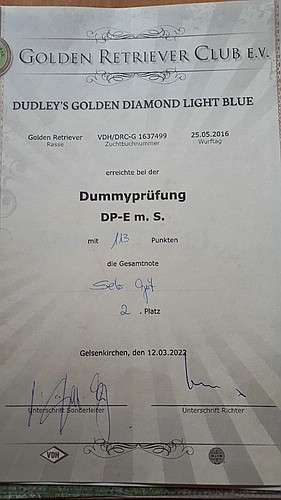 GOLDEN RETRIEVER CLUB E.V.
DUDLEY'S GOLDEN DIAMOND LIGHT BLUE
Golden Retriever VDH/DRC-G 1637499 25.05.2016
Rasse Zuchtbuchnummer Wurftag
erreichte bei der
Dummyprüfung
DP-E m. S.
mit 113 Punkten
die Gesamtnote
Sehr Gut
2 . Platz
Gelsenkirchen, den 12.03.2022
Unterschrift Sonderleiter Unterschrift Richter
VDH